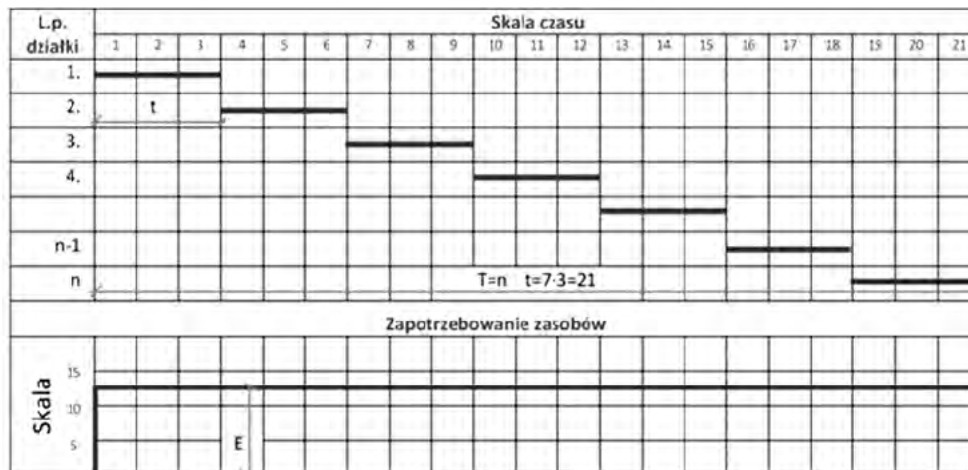 L.p. działki Skala czasu
1 2 3 4 5 6 7 8 9 10 11 12 13 14 15 16 17 18 19 20 21
1.
2. t
3.
4.
n-1
n T=n t=7·3=21
Zapotrzebowanie zasobów
Skala
15
10
5 E